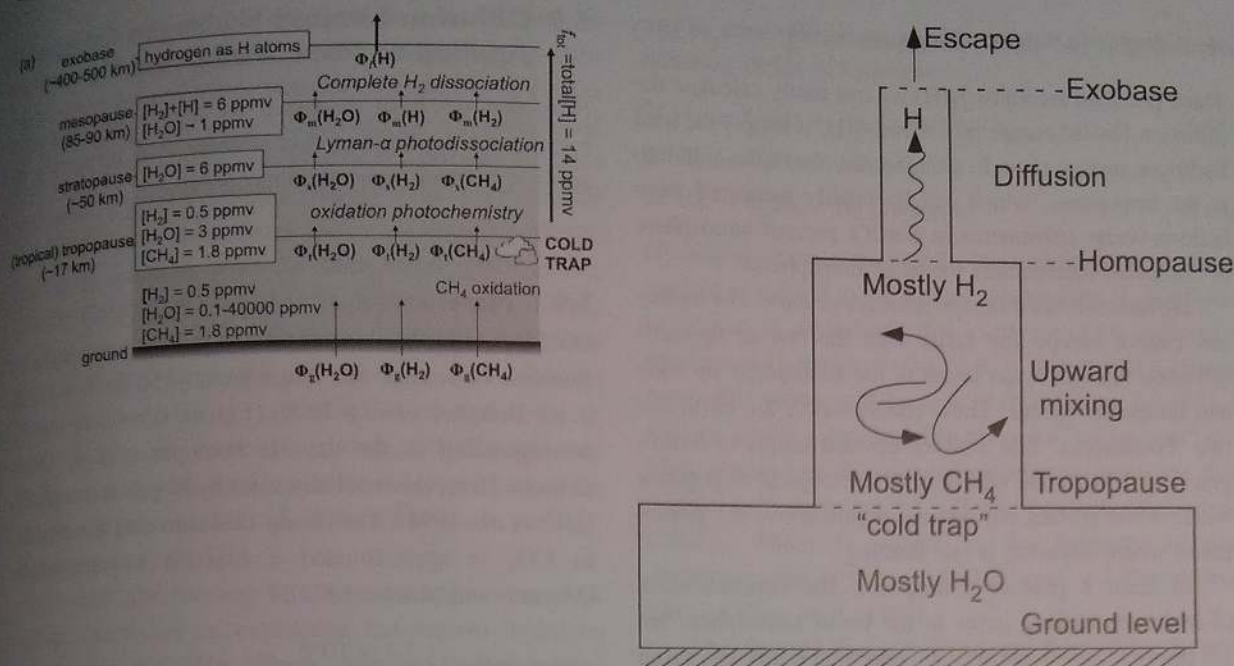 (a)
exobase
(~400-500 km)
hydrogen as H atoms
Φₜ(H)
Complete H₂ dissociation
mesopause
(85-90 km)
[H₂]+[H] = 6 ppmv
[H₂O] ~ 1 ppmv
Φₘ(H₂O) Φₘ(H) Φₘ(H₂)
Lyman-α photodissociation
stratopause
(~50 km)
[H₂O] = 6 ppmv
Φₛ(H₂O) Φₛ(H₂) Φₛ(CH₄)
oxidation photochemistry
(tropical) tropopause
(~17 km)
[H₂] = 0.5 ppmv
[H₂O] = 3 ppmv
[CH₄] = 1.8 ppmv
Φₜ(H₂O) Φₜ(H₂) Φₜ(CH₄)
COLD
TRAP
CH₄ oxidation
[H₂] = 0.5 ppmv
[H₂O] = 0.1-40000 ppmv
[CH₄] = 1.8 ppmv
ground
Φg(H₂O) Φg(H₂) Φg(CH₄)
=total[H] = 14 ppmv
Escape
Exobase
H
Diffusion
Homopause
Mostly H₂
Upward
mixing
Mostly CH₄
Tropopause
“cold trap”
Mostly H₂O
Ground level